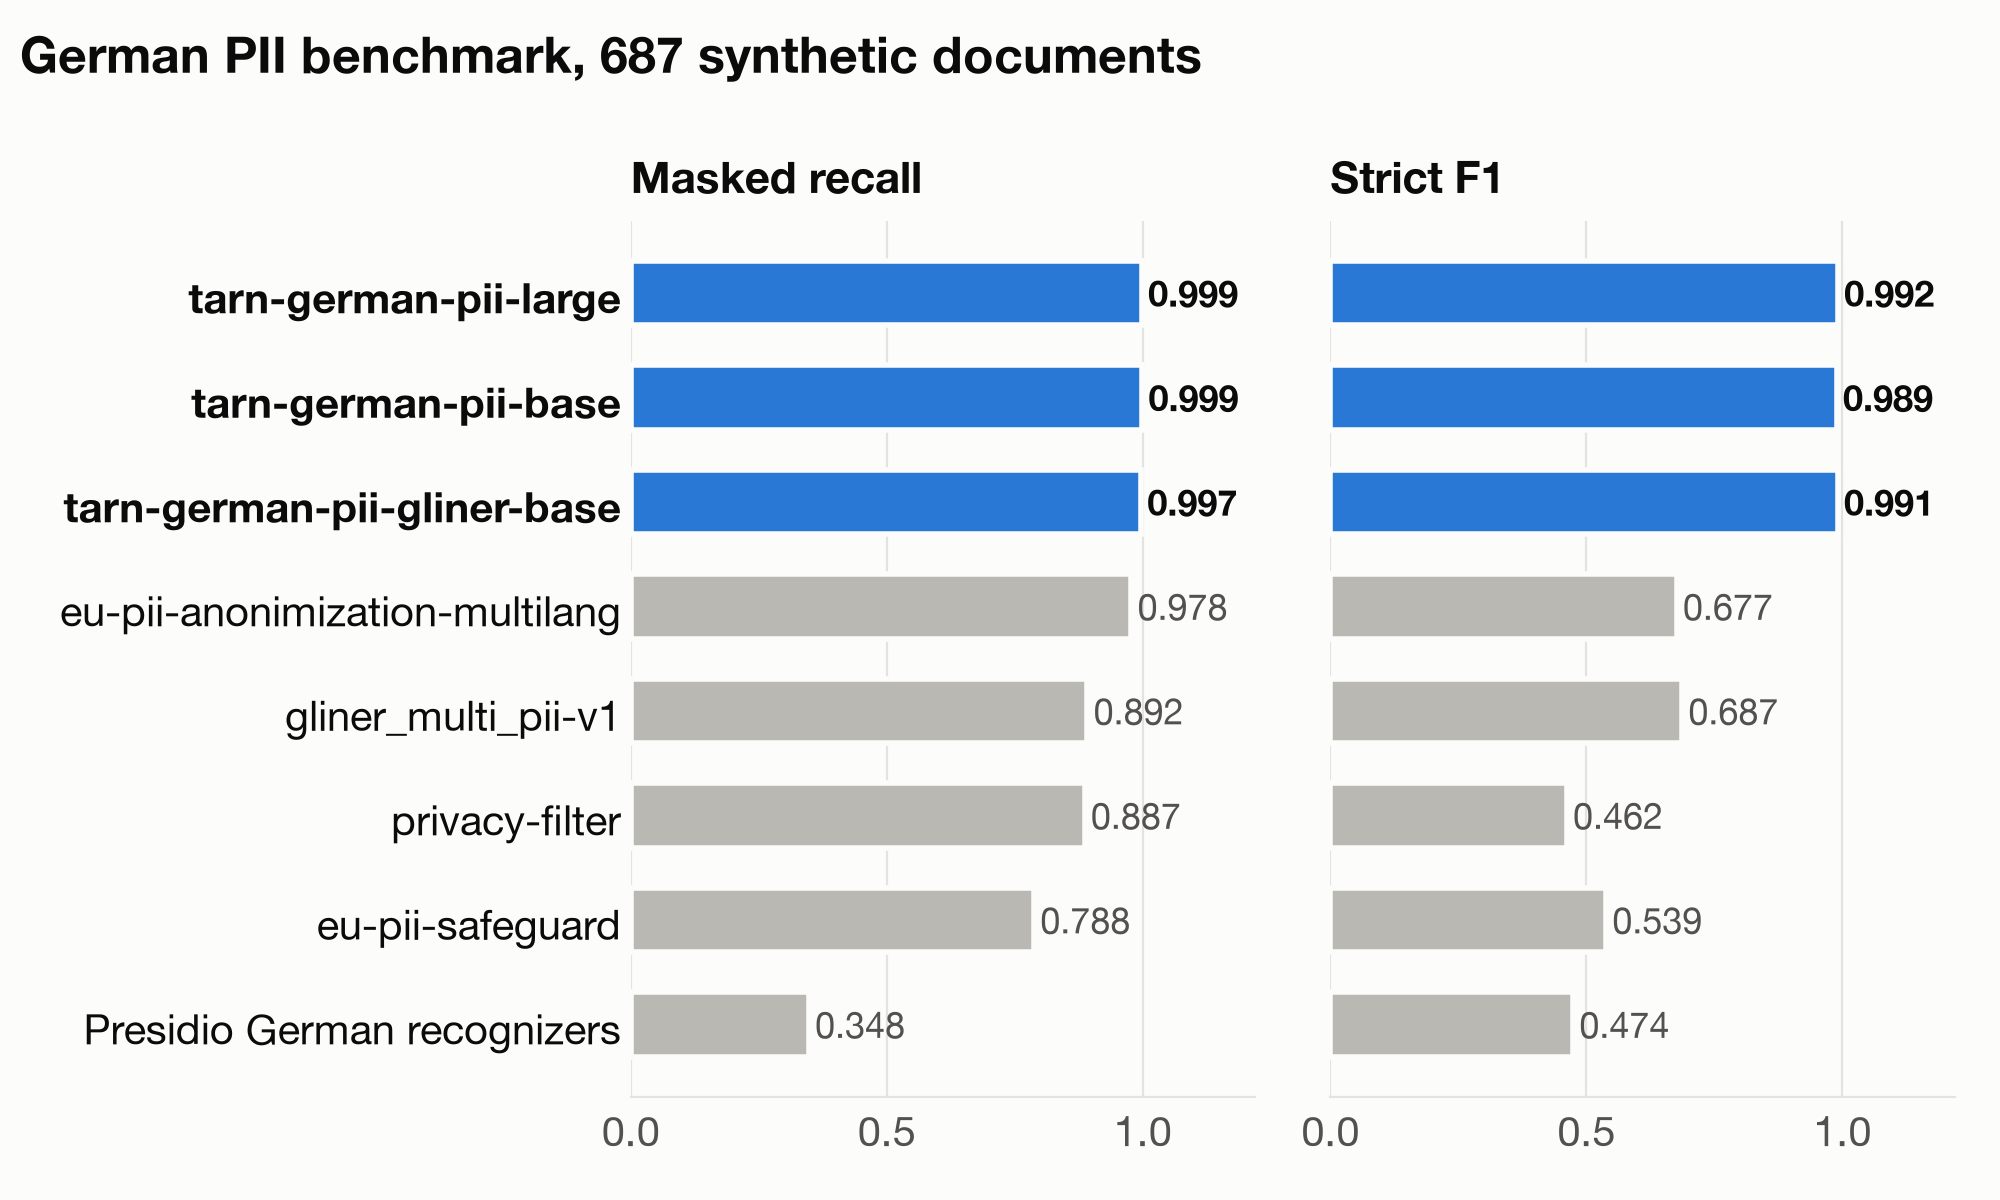 German PII benchmark, 687 synthetic documents
Masked recall
Strict F1
tarn-german-pii-large 0.999 0.992
tarn-german-pii-base 0.999 0.989
tarn-german-pii-gliner-base 0.997 0.991
eu-pii-anonimization-multilang 0.978 0.677
gliner_multi_pii-v1 0.892 0.687
privacy-filter 0.887 0.462
eu-pii-safeguard 0.788 0.539
Presidio German recognizers 0.348 0.474
0.0 0.5 1.0 0.0 0.5 1.0